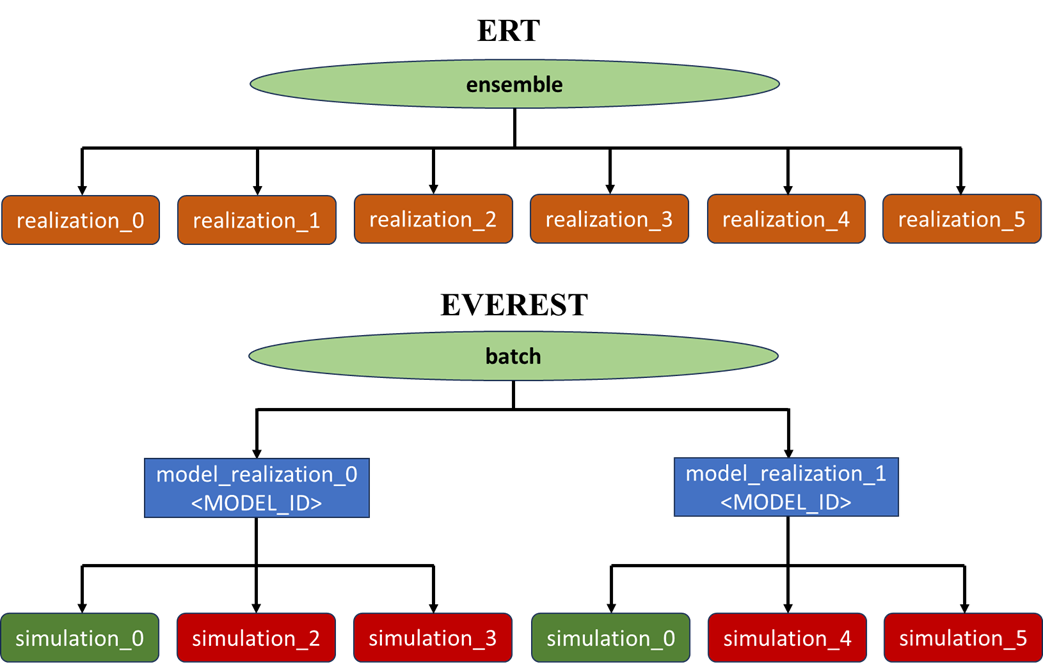 ERT
ensemble
realization_0
realization_1
realization_2
realization_3
realization_4
realization_5
EVEREST
batch
model_realization_0
<MODEL_ID>
model_realization_1
<MODEL_ID>
simulation_0
simulation_2
simulation_3
simulation_0
simulation_4
simulation_5